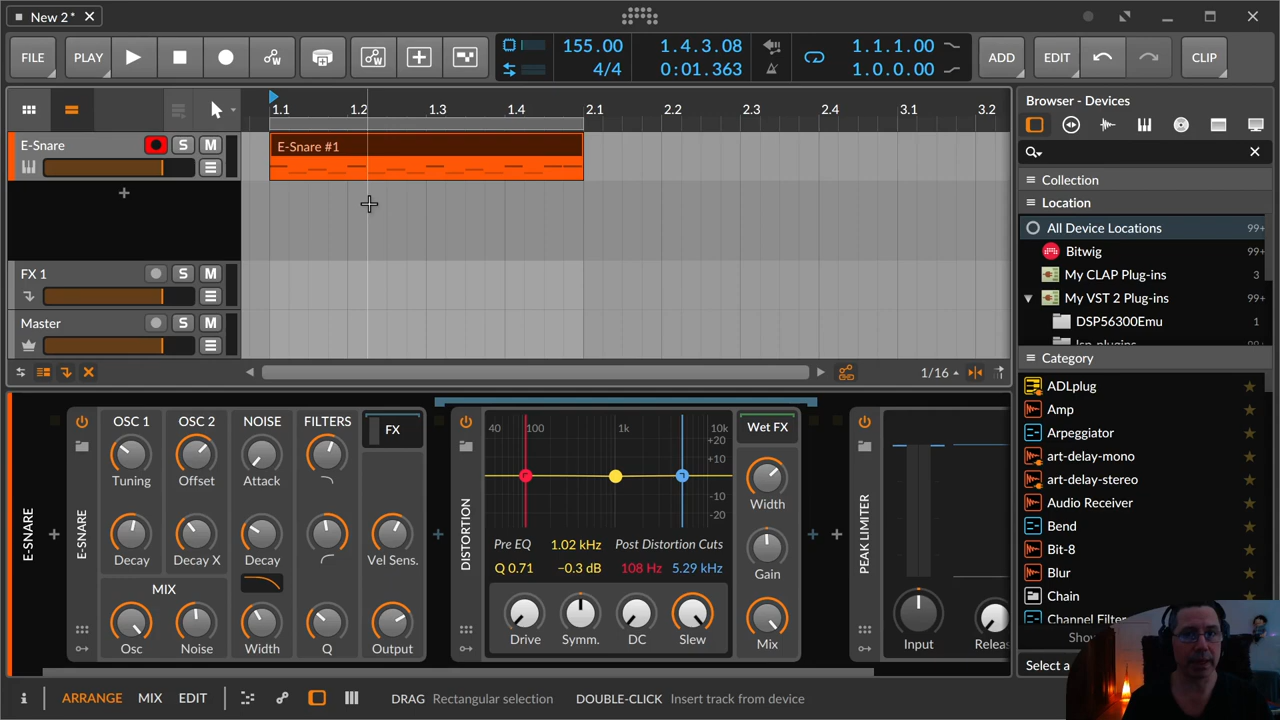 New 2*
FILE
PLAY
155.00
4/4
1.4.3.08
0:01.363
1.1.1.00
1.0.0.00
ADD
EDIT
CLIP
1.1
1.2
1.3
1.4
2.1
2.2
2.3
2.4
3.1
3.2
E-Snare
S
M
E-Snare #1
FX 1
S
M
Master
S
M
1/16
Browser - Devices
Collection
Location
All Device Locations
99+
Bitwig
99+
My CLAP Plug-ins
3
My VST 2 Plug-ins
99+
DSP56300Emu
1
lsp-plugins
Category
ADLplug
Amp
Arpeggiator
art-delay-mono
art-delay-stereo
Audio Receiver
Bend
Bit-8
Blur
Chain
Channel Filter
Select a
E-SNARE
E-SNARE
OSC 1
OSC 2
NOISE
FILTERS
FX
Tuning
Offset
Attack
Decay
Decay X
Decay
Vel Sens.
MIX
Osc
Noise
Width
Q
Output
DISTORTION
40
100
1k
10k
+20
+10
-10
-20
Pre EQ
1.02 kHz
Post Distortion Cuts
Q 0.71
−0.3 dB
108 Hz
5.29 kHz
Drive
Symm.
DC
Slew
Wet FX
Width
Gain
Mix
PEAK LIMITER
Input
ARRANGE
MIX
EDIT
DRAG
Rectangular selection
DOUBLE-CLICK
Insert track from device